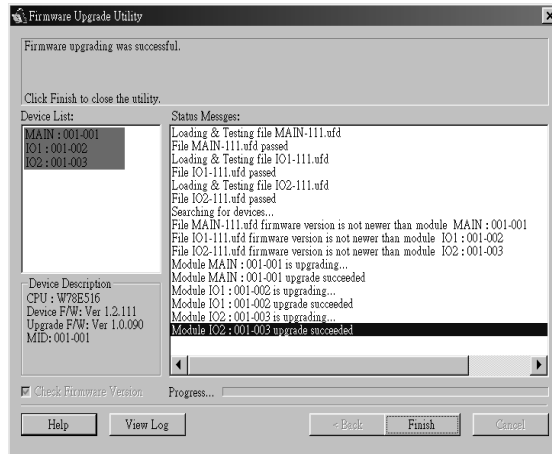 Firmware Upgrade Utility
Firmware upgrading was successful.
Click Finish to close the utility.
Device List:
MAIN : 001-001
IO1 : 001-002
IO2 : 001-003
Status Messges:
Loading & Testing file MAIN-111.ufd
File MAIN-111.ufd passed
Loading & Testing file IO1-111.ufd
File IO1-111.ufd passed
Loading & Testing file IO2-111.ufd
File IO2-111.ufd passed
Searching for devices...
File MAIN-111.ufd firmware version is not newer than module MAIN : 001-001
File IO1-111.ufd firmware version is not newer than module IO1 : 001-002
File IO2-111.ufd firmware version is not newer than module IO2 : 001-003
Module MAIN : 001-001 is upgrading...
Module MAIN : 001-001 upgrade succeeded
Module IO1 : 001-002 is upgrading...
Module IO1 : 001-002 upgrade succeeded
Module IO2 : 001-003 is upgrading...
Module IO2 : 001-003 upgrade succeeded
Device Description
CPU : W78E516
Device F/W: Ver 1.2.111
Upgrade F/W: Ver 1.0.090
MID: 001-001
Check Firmware Version
Progress...
Help
View Log
< Back
Finish
Cancel